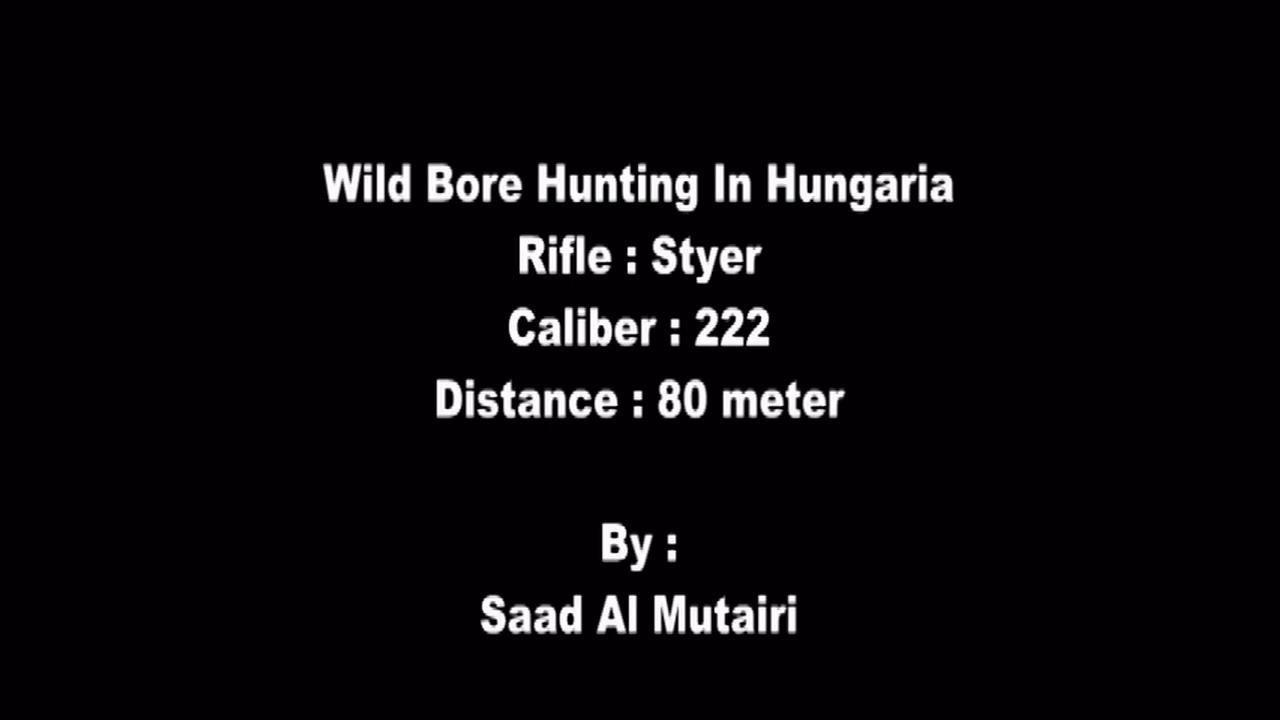 Wild Bore Hunting In Hungaria
Rifle : Styer
Caliber : 222
Distance : 80 meter
By :
Saad Al Mutairi